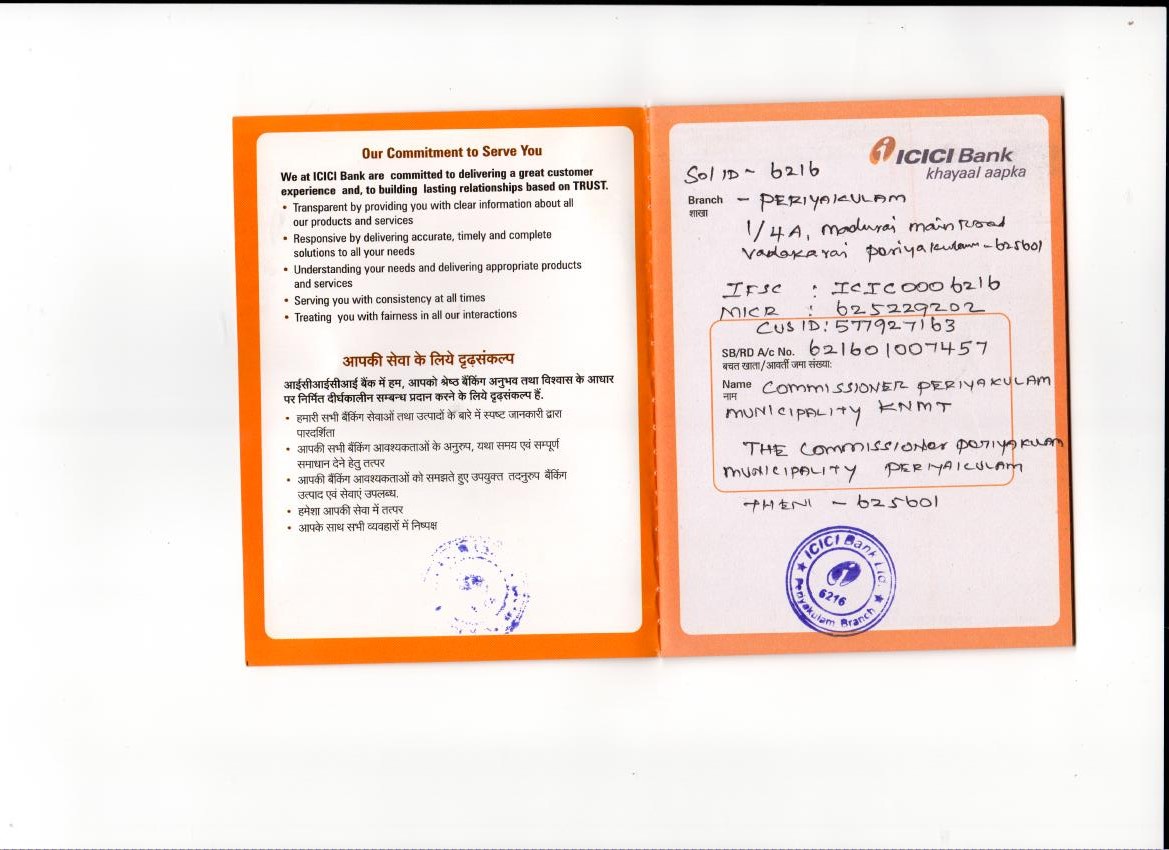 Our Commitment to Serve You
We at ICICI Bank are committed to delivering a great customer
experience and, to building lasting relationships based on TRUST.
• Transparent by providing you with clear information about all
our products and services
• Responsive by delivering accurate, timely and complete
solutions to all your needs
• Understanding your needs and delivering appropriate products
and services
• Serving you with consistency at all times
• Treating you with fairness in all our interactions
आपकी सेवा के लिये दृढ़संकल्प
आईसीआईसीआई बैंक में हम, आपको श्रेष्ठ बैंकिंग अनुभव तथा विश्वास के आधार
पर निर्मित दीर्घकालीन सम्बन्ध प्रदान करने के लिये दृढ़संकल्प हैं.
• हमारी सभी बैंकिंग सेवाओं तथा उत्पादों के बारे में स्पष्ट जानकारी द्वारा
पारदर्शिता
• आपकी सभी बैंकिंग आवश्यकताओं के अनुरुप, यथा समय एवं सम्पूर्ण
समाधान देने हेतु तत्पर
• आपकी बैंकिंग आवश्यकताओं को समझते हुए उपयुक्त तदनुरुप बैंकिंग
उत्पाद एवं सेवाएं उपलब्ध.
• हमेशा आपकी सेवा में तत्पर
• आपके साथ सभी व्यवहारों में निष्पक्ष
ICICI Bank
khayaal aapka
Sol ID - 6216
Branch - PERIYAKULAM
शाखा
1/4A, Madurai main Road
Vadakarai Periyakulam - 625601
IFSC : ICIC0006216
MICR : 625229202
CUS ID: 577927163
SB/RD A/c No. 621601007457
बचत खाता/आवर्ती जमा संख्या:
Name COMMISSIONER PERIYAKULAM
नाम
MUNICIPALITY KNMT
THE COMMISSIONER PERIYAKULAM
MUNICIPALITY PERIYAKULAM
THENI - 625601
ICICI Bank Ltd.
6216
Periyakulam Branch